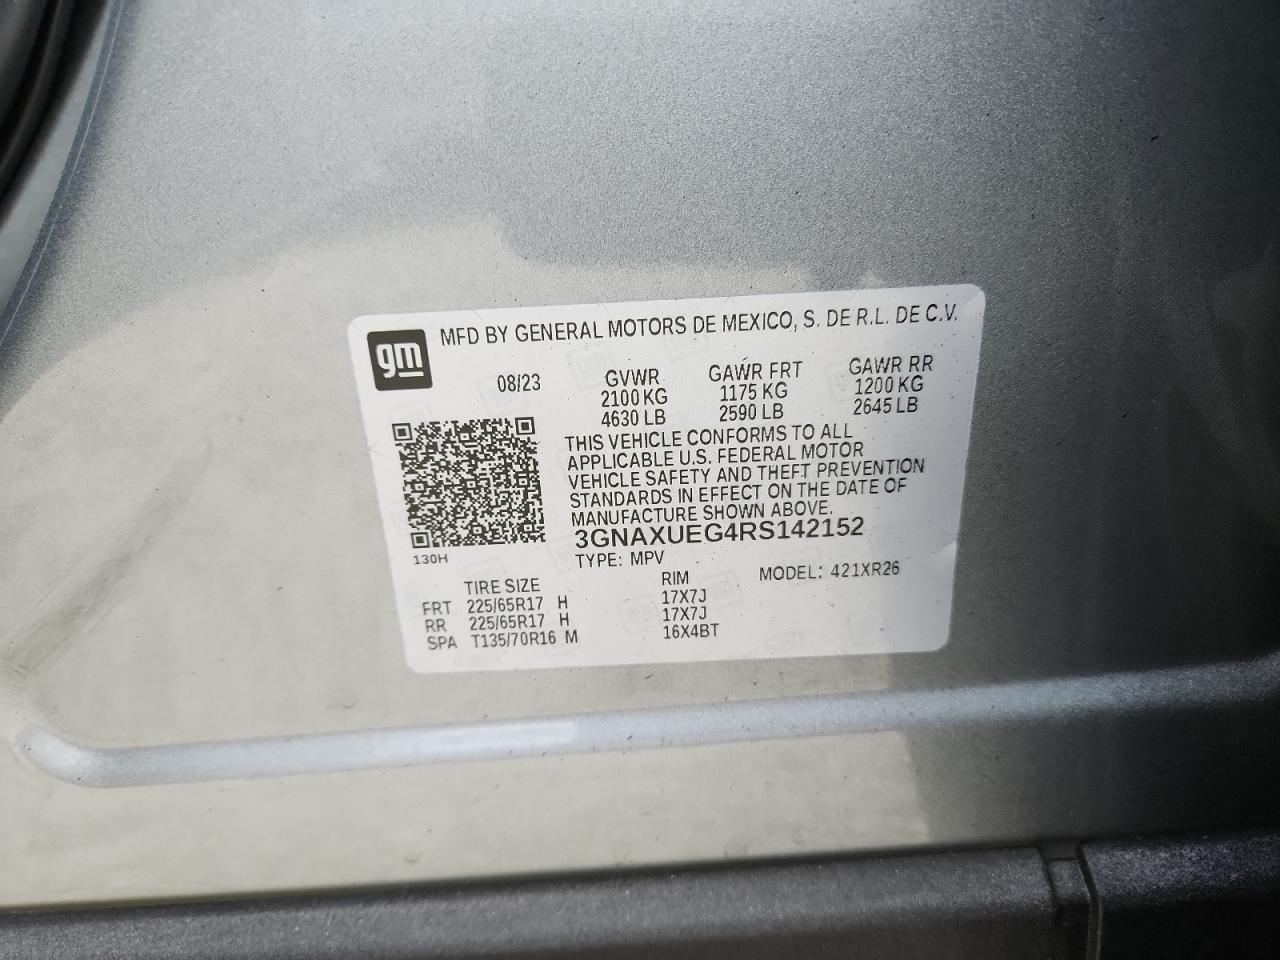 gm
MFD BY GENERAL MOTORS DE MEXICO, S. DE R.L. DE C.V.
08/23 GVWR GAWR FRT GAWR RR
2100 KG 1175 KG 1200 KG
4630 LB 2590 LB 2645 LB
THIS VEHICLE CONFORMS TO ALL
APPLICABLE U.S. FEDERAL MOTOR
VEHICLE SAFETY AND THEFT PREVENTION
STANDARDS IN EFFECT ON THE DATE OF
MANUFACTURE SHOWN ABOVE.
3GNAXUEG4RS142152
130H
TYPE: MPV MODEL: 421XR26
TIRE SIZE RIM
FRT 225/65R17 H 17X7J
RR 225/65R17 H 17X7J
SPA T135/70R16 M 16X4BT